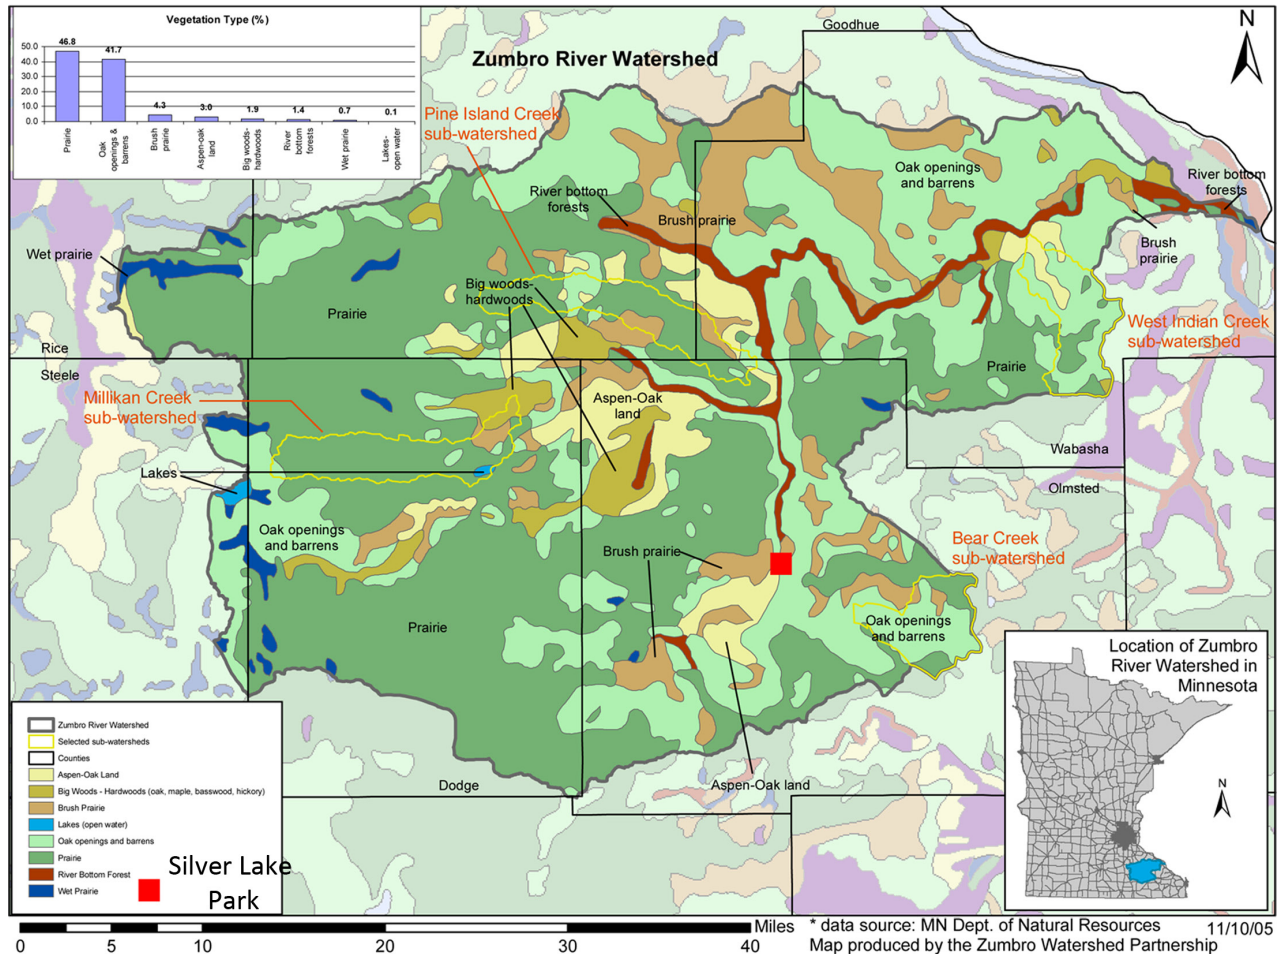 Vegetation Type (%)
50.0
40.0
30.0
20.0
10.0
0.0
46.8
41.7
4.3
3.0
1.9
1.4
0.7
0.1
Prairie
Oak
openings &
barrens
Brush
prairie
Aspen-oak
land
Big woods-
hardwoods
River
bottom
forests
Wet prairie
Lakes-
open water
Zumbro River Watershed
Goodhue
N
Pine Island Creek
sub-watershed
River bottom
forests
Brush prairie
Oak openings
and barrens
River bottom
forests
Brush
prairie
Wet prairie
Big woods-
hardwoods
Prairie
West Indian Creek
sub-watershed
Rice
Steele
Prairie
Millikan Creek
sub-watershed
Aspen-Oak
land
Wabasha
Lakes
Olmsted
Oak openings
and barrens
Bear Creek
sub-watershed
Brush prairie
Prairie
Oak openings
and barrens
Dodge
Aspen-Oak land
Location of Zumbro
River Watershed in
Minnesota
N
Zumbro River Watershed
Selected sub-watersheds
Counties
Aspen-Oak Land
Big Woods - Hardwoods (oak, maple, basswood, hickory)
Brush Prairie
Lakes (open water)
Oak openings and barrens
Prairie
River Bottom Forest
Wet Prairie
Silver Lake
Park
0
5
10
20
30
40
Miles
* data source: MN Dept. of Natural Resources
11/10/05
Map produced by the Zumbro Watershed Partnership